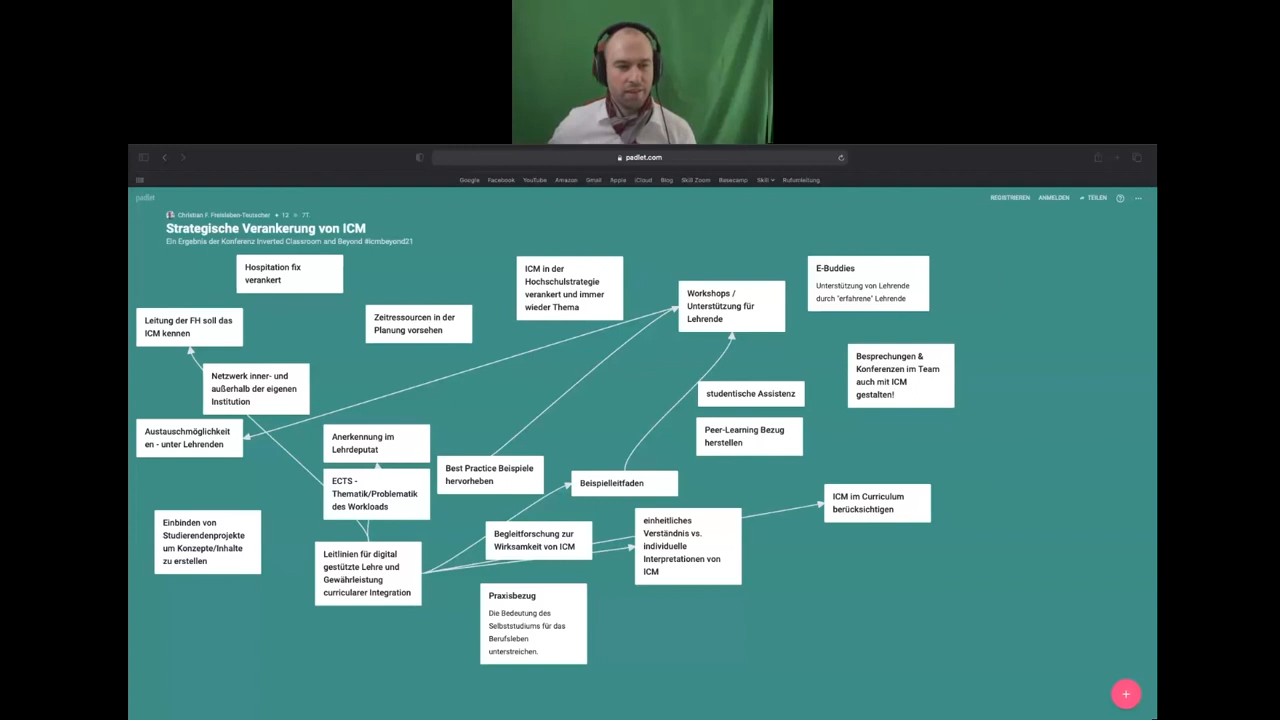 padlet.com
Google Facebook YouTube Amazon Gmail Apple iCloud Blog Skill Zoom Basecamp Skill Rufumleitung
padlet
REGISTRIEREN ANMELDEN TEILEN
Christian F. Freisleben-Teutscher + 12 7T.
Strategische Verankerung von ICM
Ein Ergebnis der Konferenz Inverted Classroom and Beyond #icmbeyond21
Hospitation fix
verankert
ICM in der
Hochschulstrategie
verankert und immer
wieder Thema
E-Buddies
Unterstützung von Lehrende
durch "erfahrene" Lehrende
Workshops /
Unterstützung für
Lehrende
Leitung der FH soll das
ICM kennen
Zeitressourcen in der
Planung vorsehen
Besprechungen &
Konferenzen im Team
auch mit ICM
gestalten!
Netzwerk inner- und
außerhalb der eigenen
Institution
studentische Assistenz
Austauschmöglichkeit
en - unter Lehrenden
Anerkennung im
Lehrdeputat
Peer-Learning Bezug
herstellen
Best Practice Beispiele
hervorheben
ECTS -
Thematik/Problematik
des Workloads
Beispielleitfaden
ICM im Curriculum
berücksichtigen
Einbinden von
Studierendenprojekte
um Konzepte/Inhalte
zu erstellen
Begleitforschung zur
Wirksamkeit von ICM
einheitliches
Verständnis vs.
individuelle
Interpretationen von
ICM
Leitlinien für digital
gestützte Lehre und
Gewährleistung
curricularer Integration
Praxisbezug
Die Bedeutung des
Selbststudiums für das
Berufsleben
unterstreichen.